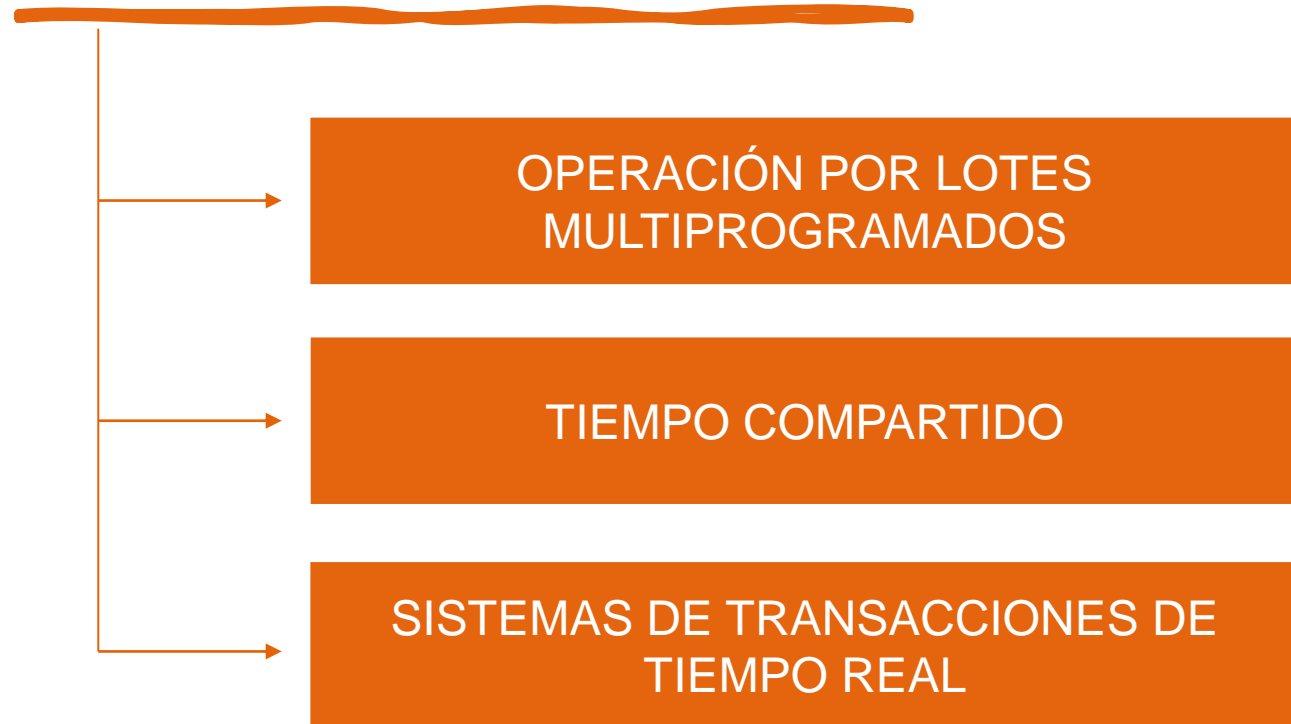 OPERACIÓN POR LOTES
MULTIPROGRAMADOS
TIEMPO COMPARTIDO
SISTEMAS DE TRANSACCIONES DE
TIEMPO REAL